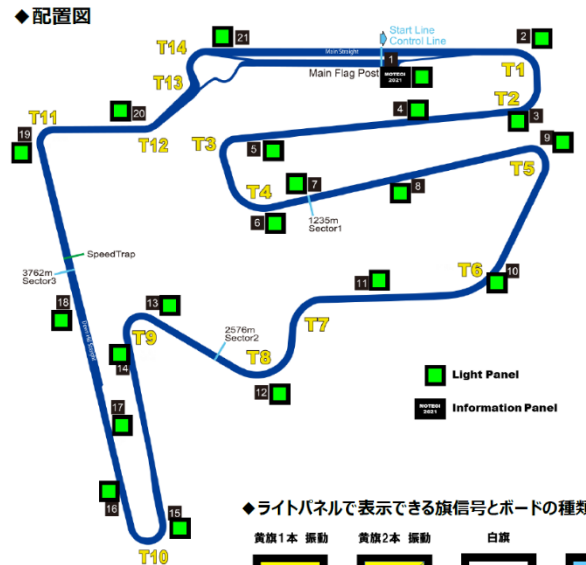 ◆配置図
Start Line
Control Line
Main Straight
Main Flag Post
MOTEGI
2021
T14
T13
T1
T2
T11
T12
T3
T4
T5
T6
T7
T8
T9
T10
21
1
2
20
4
3
19
5
9
7
8
6
1235m
Sector1
SpeedTrap
3762m
Sector3
10
11
13
18
2576m
Sector2
14
12
17
16
15
Down Hill Straight
Light Panel
MOTEGI
2021
Information Panel
◆ライトパネルで表示できる旗信号とボードの種類
黄旗1本 振動
黄旗2本 振動
白旗